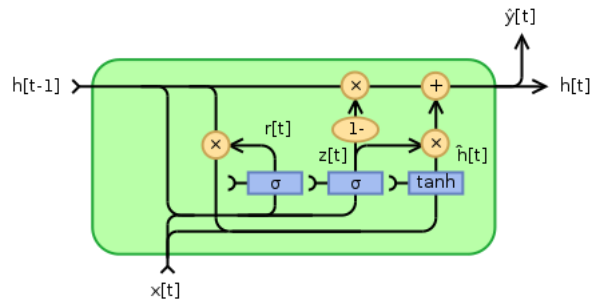 ŷ[t]
h[t-1]
×
+
h[t]
r[t]
1-
×
z[t]
×
ĥ[t]
σ
σ
tanh
x[t]